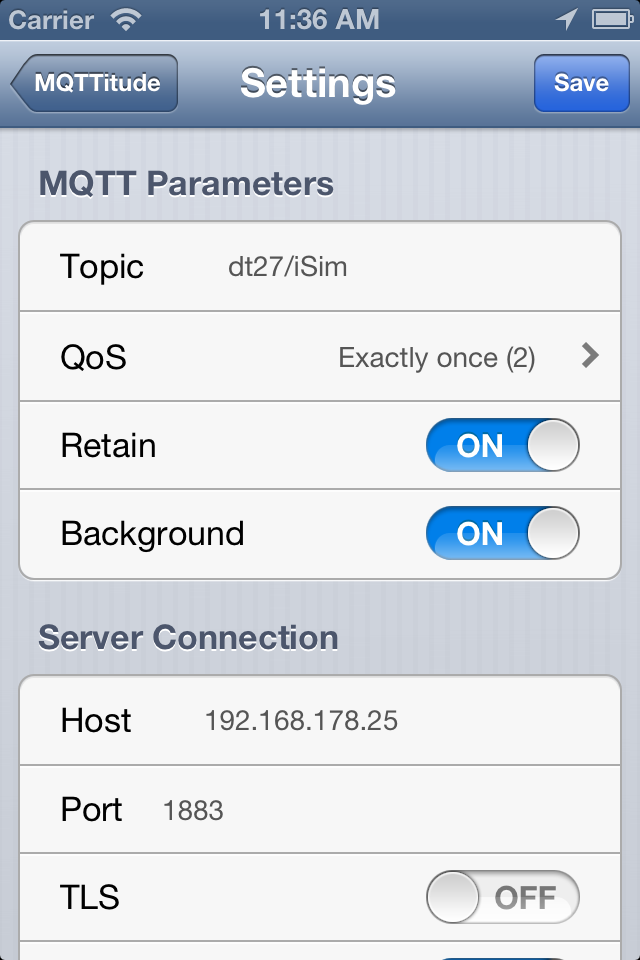 Carrier 11:36 AM
MQTTitude Settings Save
MQTT Parameters
Topic dt27/iSim
QoS Exactly once (2)
Retain ON
Background ON
Server Connection
Host 192.168.178.25
Port 1883
TLS OFF